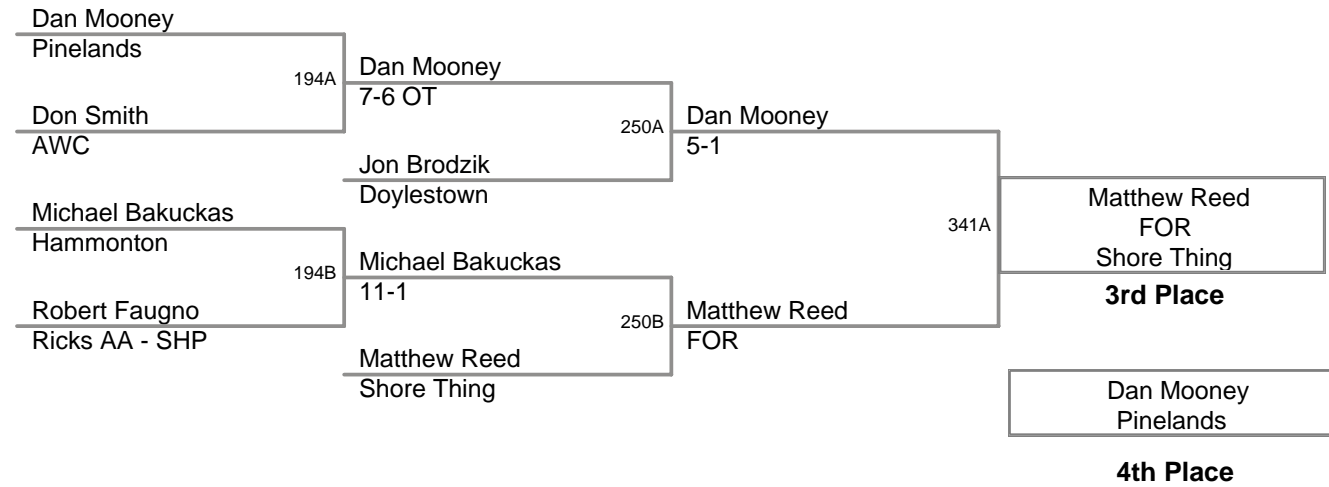 Dan Mooney
Pinelands
194A
Don Smith
AWC
Dan Mooney
7-6 OT
250A
Jon Brodzik
Doylestown
Michael Bakuckas
Hammonton
194B
Robert Faugno
Ricks AA - SHP
Michael Bakuckas
11-1
250B
Matthew Reed
Shore Thing
Dan Mooney
5-1
341A
Matthew Reed
FOR
Matthew Reed
FOR
Shore Thing
3rd Place
Dan Mooney
Pinelands
4th Place